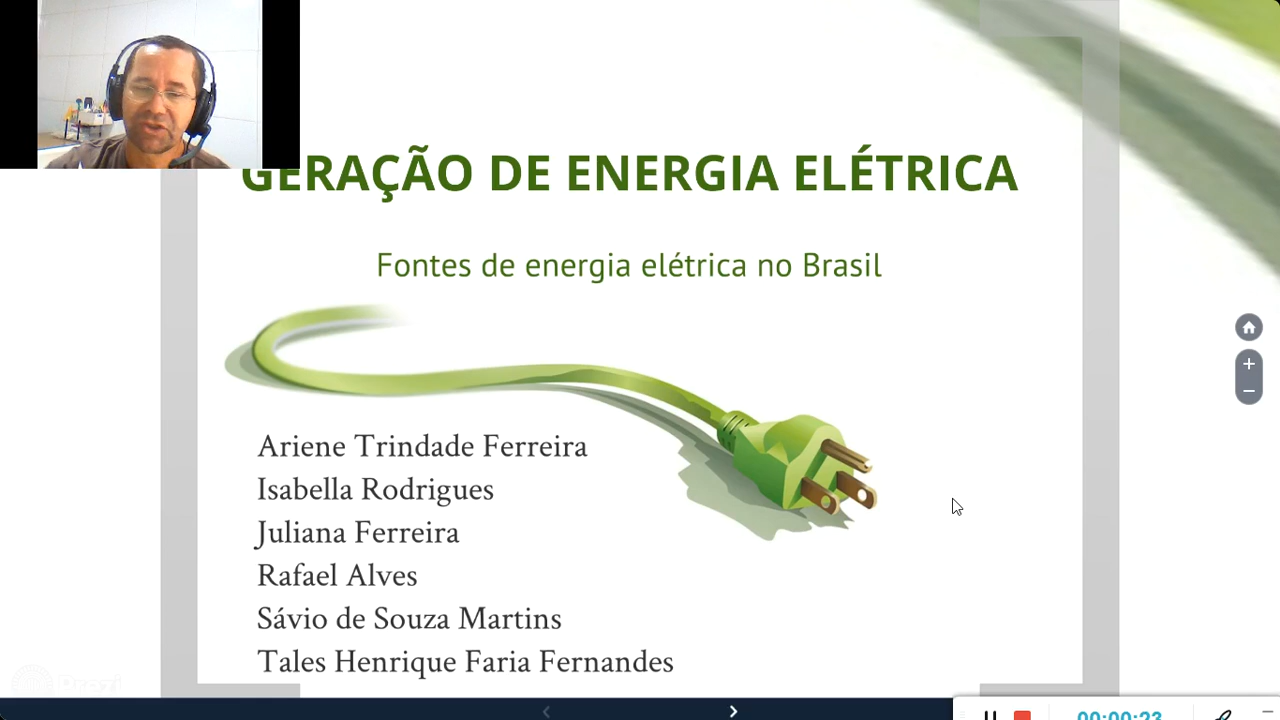 GERAÇÃO DE ENERGIA ELÉTRICA
Fontes de energia elétrica no Brasil
Ariene Trindade Ferreira
Isabella Rodrigues
Juliana Ferreira
Rafael Alves
Sávio de Souza Martins
Tales Henrique Faria Fernandes
Prezi
00:00:23